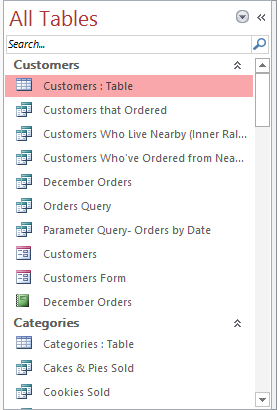 All Tables
Search...
Customers
Customers : Table
Customers that Ordered
Customers Who Live Nearby (Inner Ral...
Customers Who've Ordered from Nea...
December Orders
Orders Query
Parameter Query- Orders by Date
Customers
Customers Form
December Orders
Categories
Categories : Table
Cakes & Pies Sold
Cookies Sold